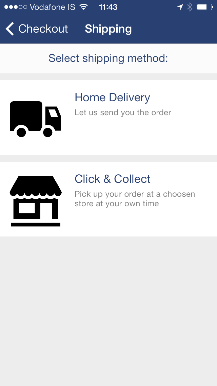 Vodafone IS 11:43
Checkout Shipping
Select shipping method:
Home Delivery
Let us send you the order
Click & Collect
Pick up your order at a choosen
store at your own time